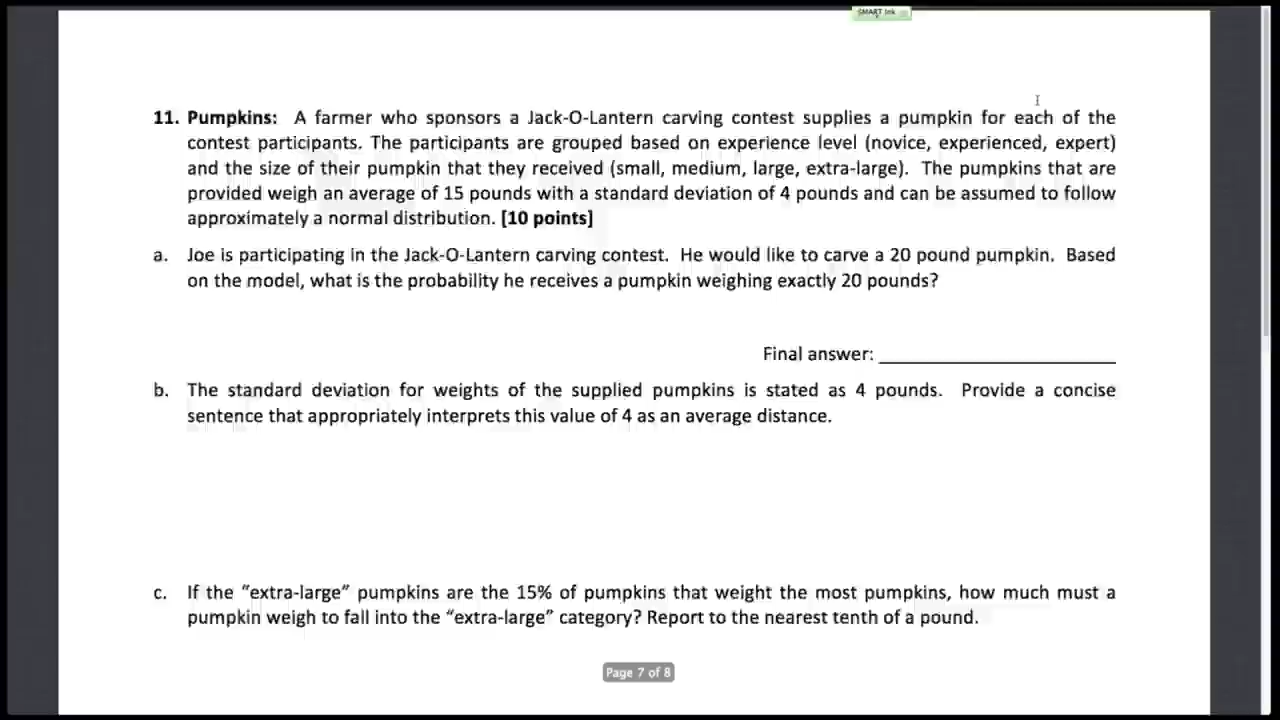 SMART Ink
11. Pumpkins: A farmer who sponsors a Jack-O-Lantern carving contest supplies a pumpkin for each of the
contest participants. The participants are grouped based on experience level (novice, experienced, expert)
and the size of their pumpkin that they received (small, medium, large, extra-large). The pumpkins that are
provided weigh an average of 15 pounds with a standard deviation of 4 pounds and can be assumed to follow
approximately a normal distribution. [10 points]
a. Joe is participating in the Jack-O-Lantern carving contest. He would like to carve a 20 pound pumpkin. Based
on the model, what is the probability he receives a pumpkin weighing exactly 20 pounds?
Final answer: ____________________
b. The standard deviation for weights of the supplied pumpkins is stated as 4 pounds. Provide a concise
sentence that appropriately interprets this value of 4 as an average distance.
c. If the “extra-large” pumpkins are the 15% of pumpkins that weight the most pumpkins, how much must a
pumpkin weigh to fall into the “extra-large” category? Report to the nearest tenth of a pound.
Page 7 of 8